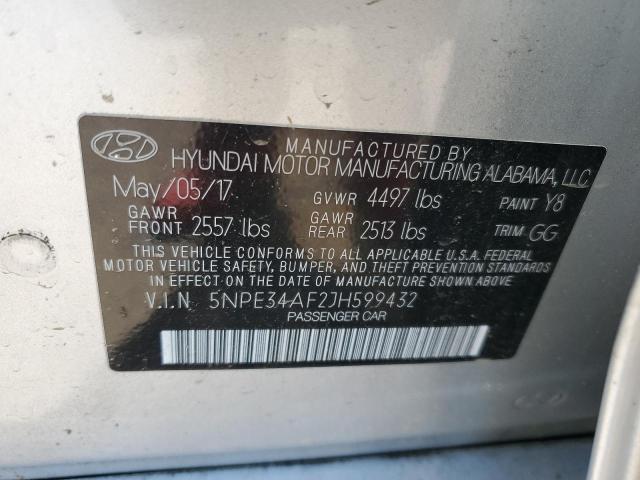 MANUFACTURED BY
HYUNDAI MOTOR MANUFACTURING ALABAMA, LLC
May/05/17 GVWR 4497 lbs PAINT Y8
GAWR FRONT 2557 lbs GAWR REAR 2513 lbs TRIM GG
THIS VEHICLE CONFORMS TO ALL APPLICABLE U.S.A. FEDERAL
MOTOR VEHICLE SAFETY, BUMPER, AND THEFT PREVENTION STANDARDS
IN EFFECT ON THE DATE OF MANUFACTURE SHOWN ABOVE.
V.I.N 5NPE34AF2JH599432
PASSENGER CAR